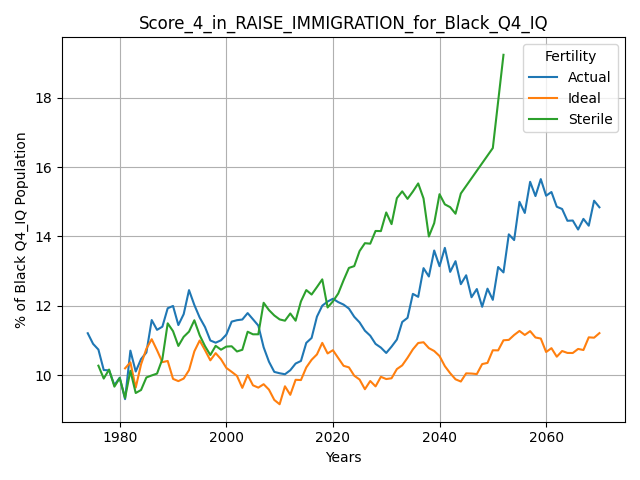 Score_4_in_RAISE_IMMIGRATION_for_Black_Q4_IQ
% of Black Q4_IQ Population
18
16
14
12
10
Fertility
Actual
Ideal
Sterile
1980
2000
2020
2040
2060
Years